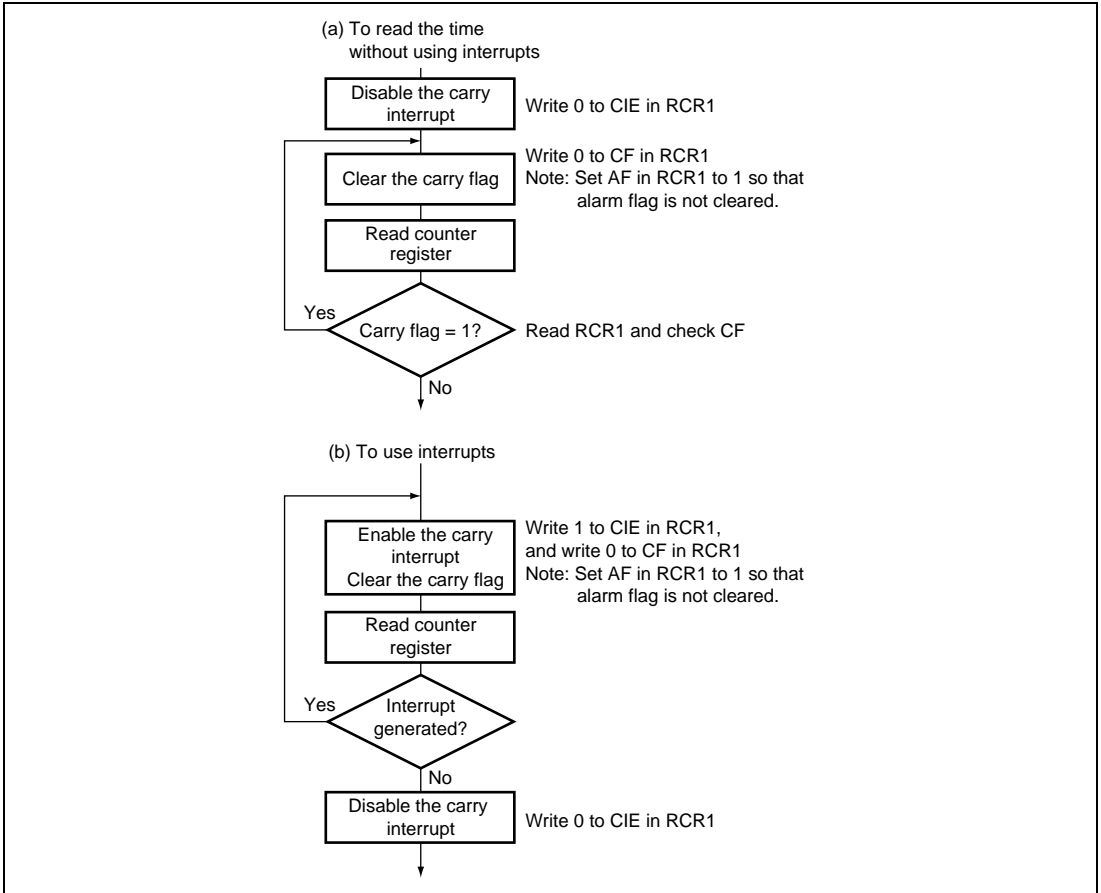 (a) To read the time
without using interrupts
Disable the carry
interrupt
Write 0 to CIE in RCR1
Clear the carry flag
Write 0 to CF in RCR1
Note: Set AF in RCR1 to 1 so that
alarm flag is not cleared.
Read counter
register
Yes
Carry flag = 1?
Read RCR1 and check CF
No
(b) To use interrupts
Enable the carry
interrupt
Clear the carry flag
Write 1 to CIE in RCR1,
and write 0 to CF in RCR1
Note: Set AF in RCR1 to 1 so that
alarm flag is not cleared.
Read counter
register
Yes
Interrupt
generated?
No
Disable the carry
interrupt
Write 0 to CIE in RCR1